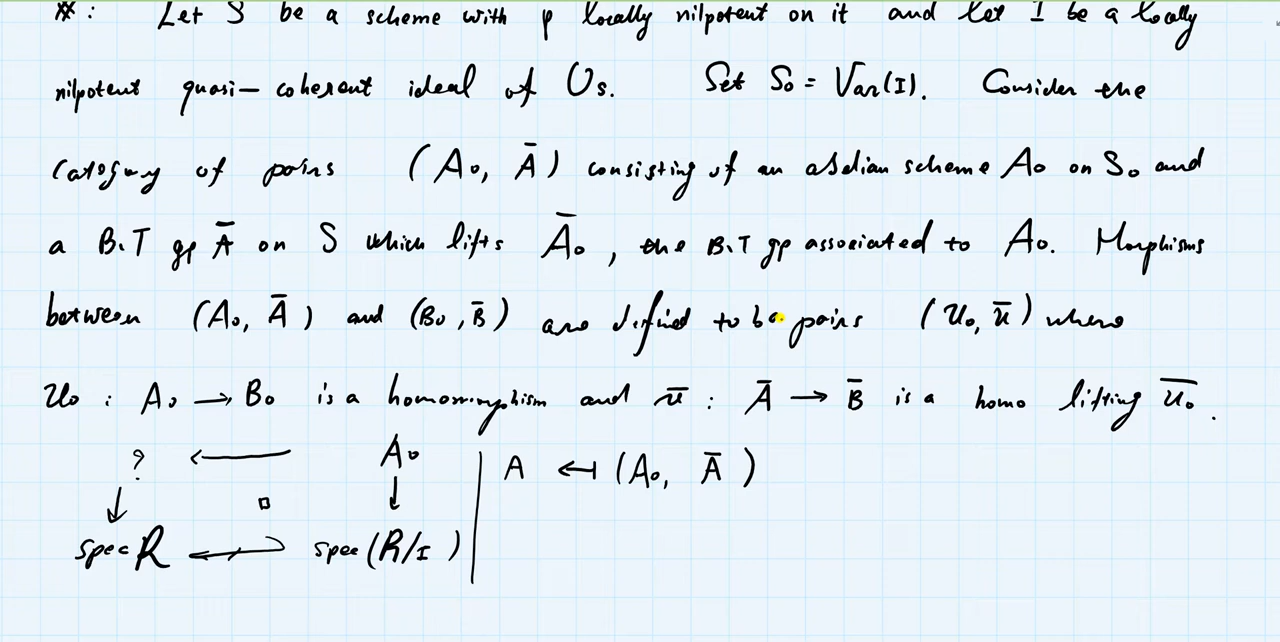 ※: Let S be a scheme with p locally nilpotent on it and let I be a locally
nilpotent quasi-coherent ideal of O_S. Set S_0 = Var(I). Consider the
category of pairs (A_0, Ā) consisting of an abelian scheme A_0 on S_0 and
a B.T gp Ā on S which lifts Ā_0, the B.T gp associated to A_0. Morphisms
between (A_0, Ā) and (B_0, B̄) are defined to be pairs (u_0, ū) where
u_0 : A_0 → B_0 is a homomorphism and ū : Ā → B̄ is a homo lifting ū_0.
? ← A_0 | A ↤ (A_0, Ā)
↓ □ ↓
spec R ↩ spec(R/I)